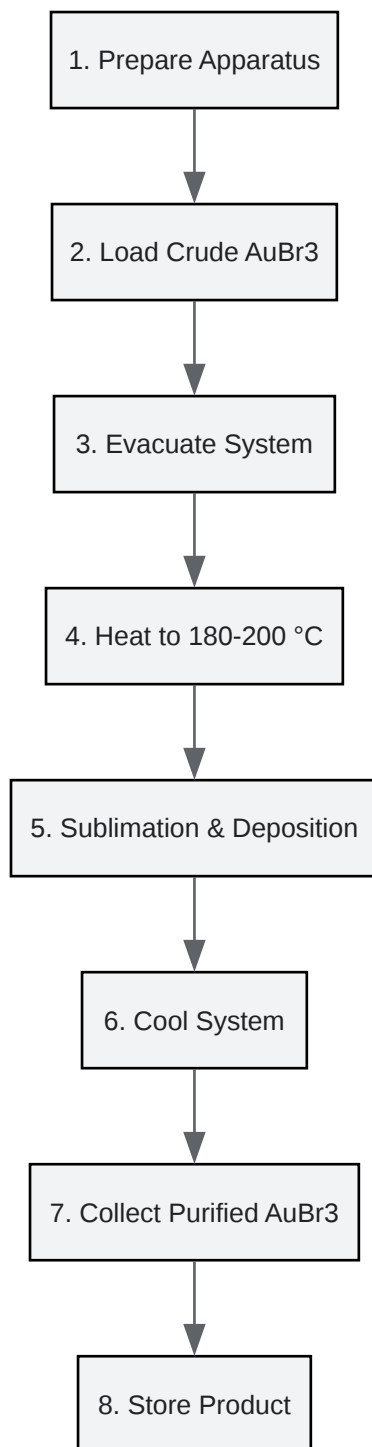 1. Prepare Apparatus
2. Load Crude AuBr3
3. Evacuate System
4. Heat to 180-200 °C
5. Sublimation & Deposition
6. Cool System
7. Collect Purified AuBr3
8. Store Product